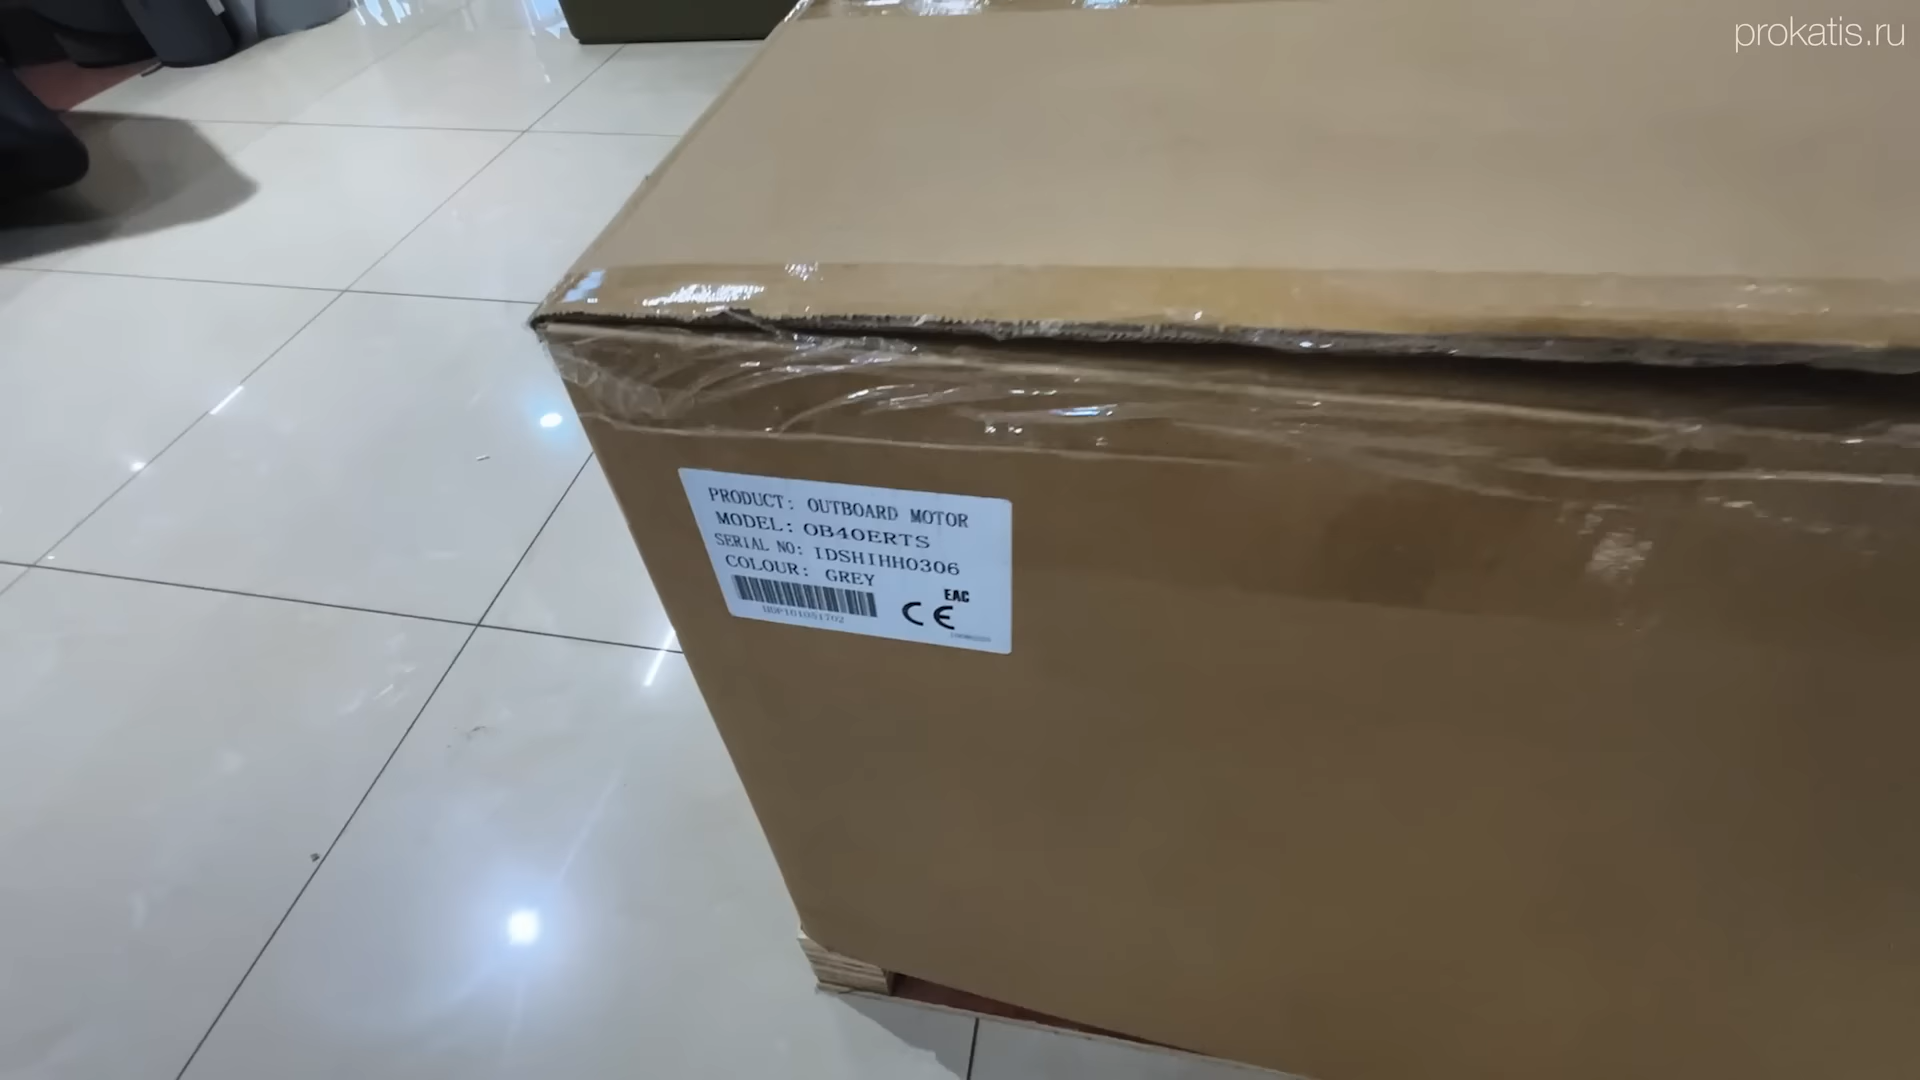 prokatis.ru
PRODUCT: OUTBOARD MOTOR
MODEL: OB40ERTS
SERIAL NO: IDSHIHH0306
COLOUR: GREY
EAC
CE